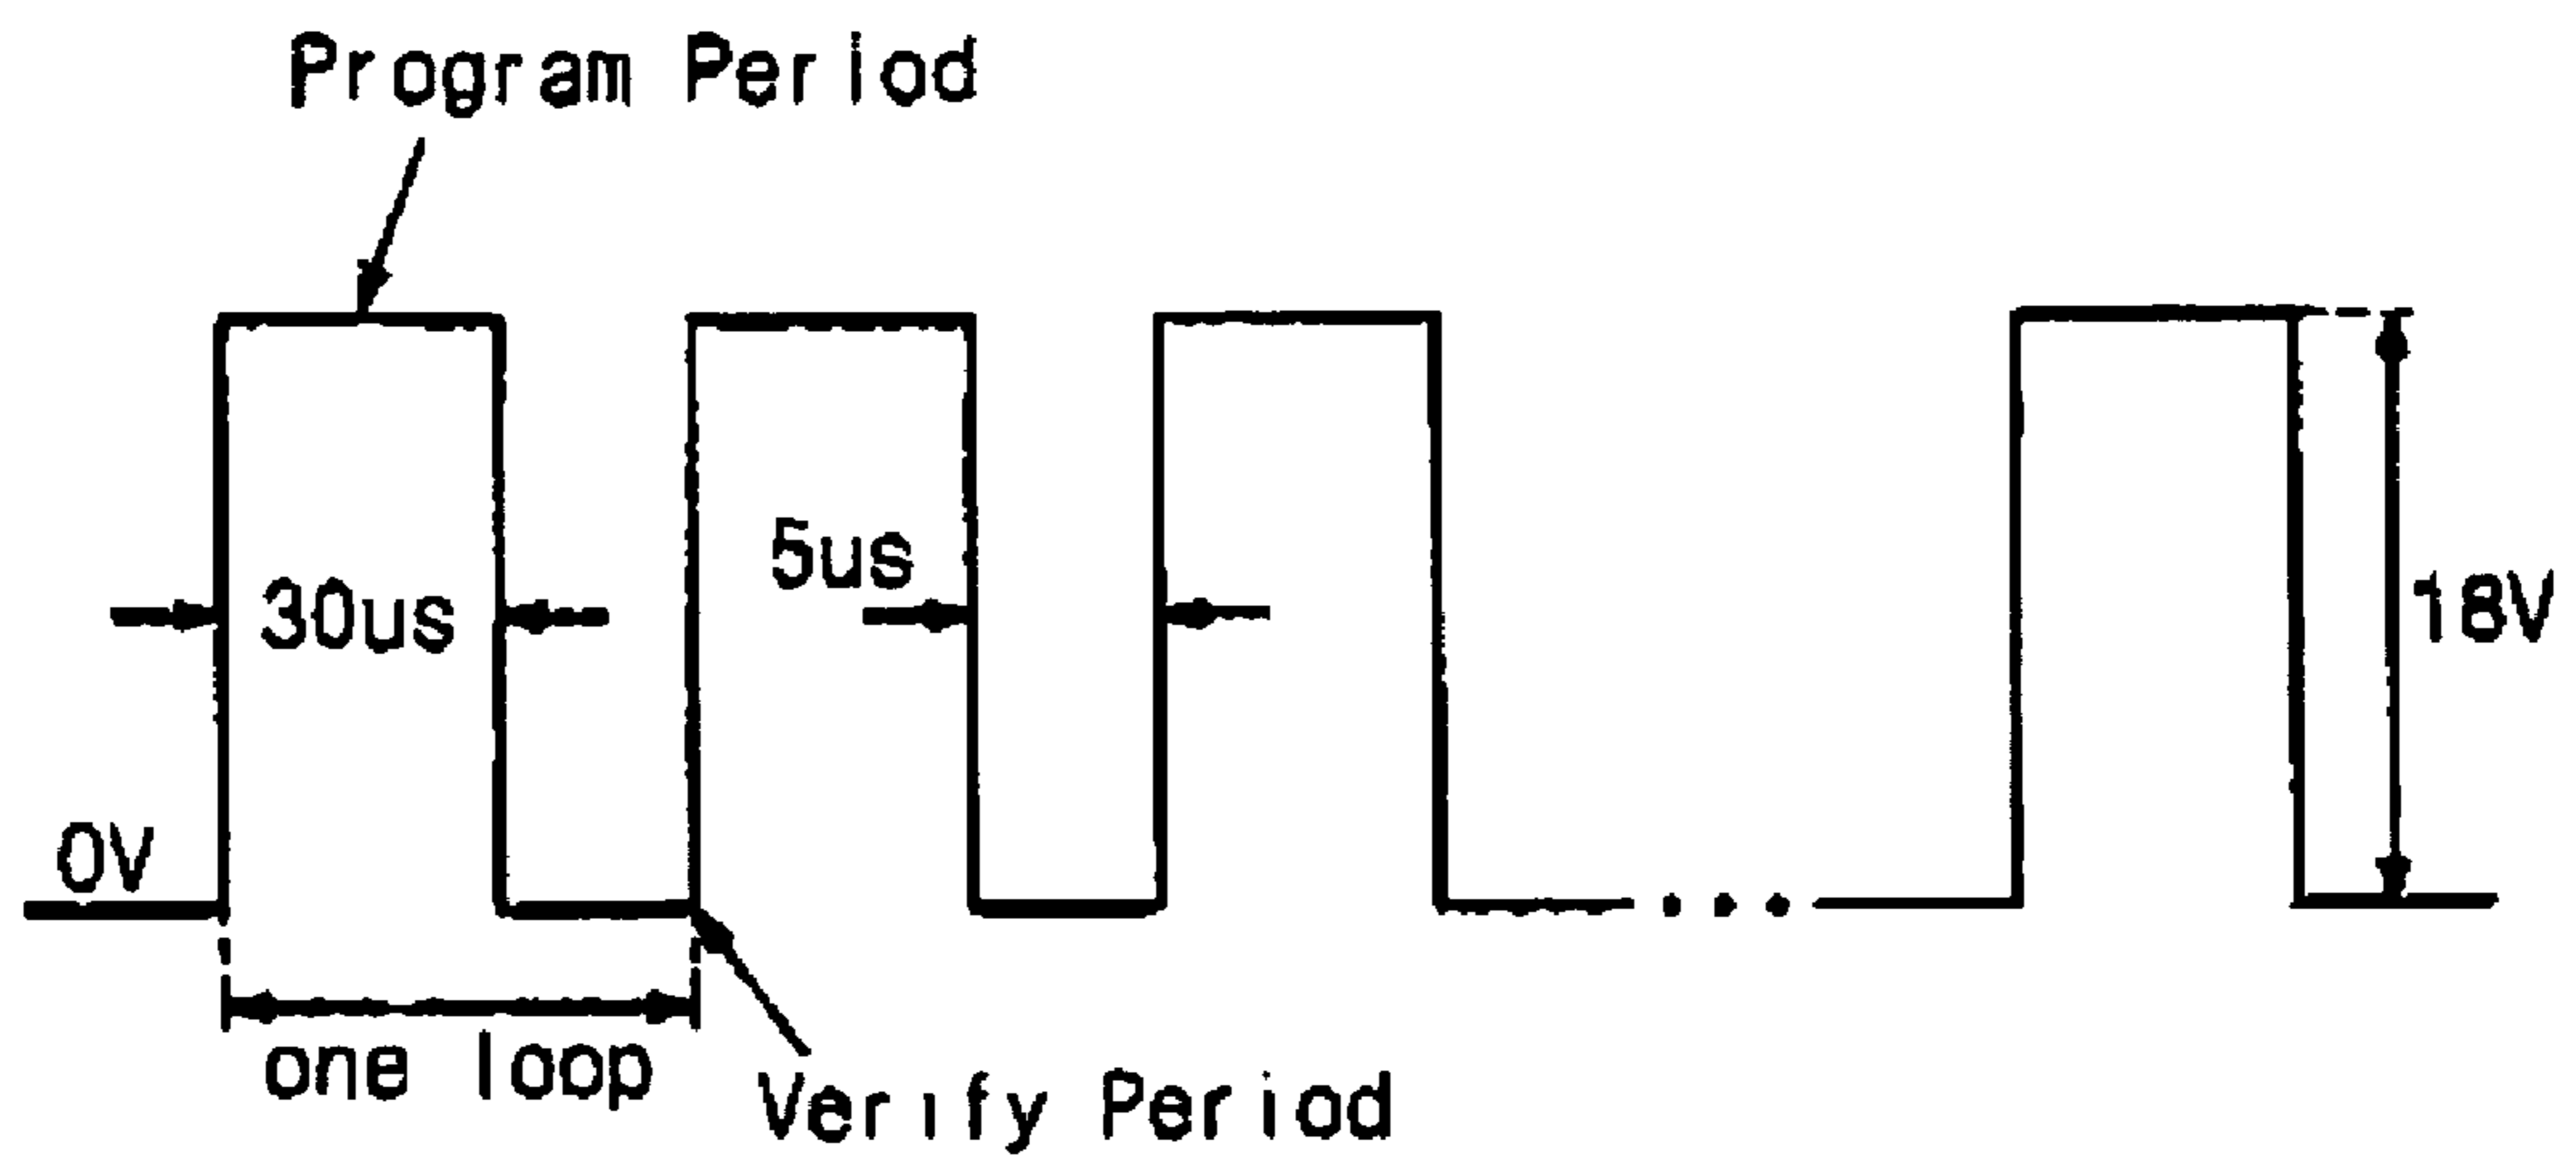 Program Period
5us
30us
18V
0V
one loop
Verify Period